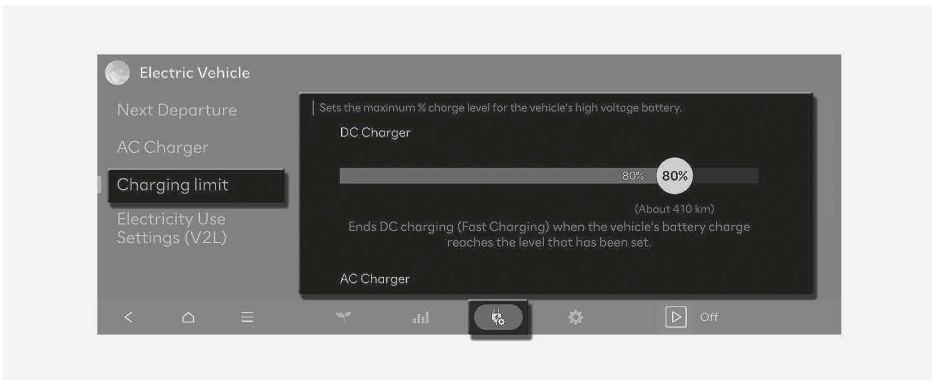 Electric Vehicle
Next Departure
AC Charger
Charging limit
Electricity Use
Settings (V2L)
Sets the maximum % charge level for the vehicle's high voltage battery.
DC Charger
80%
80%
(About 410 km)
Ends DC charging (Fast Charging) when the vehicle's battery charge
reaches the level that has been set.
AC Charger
Off